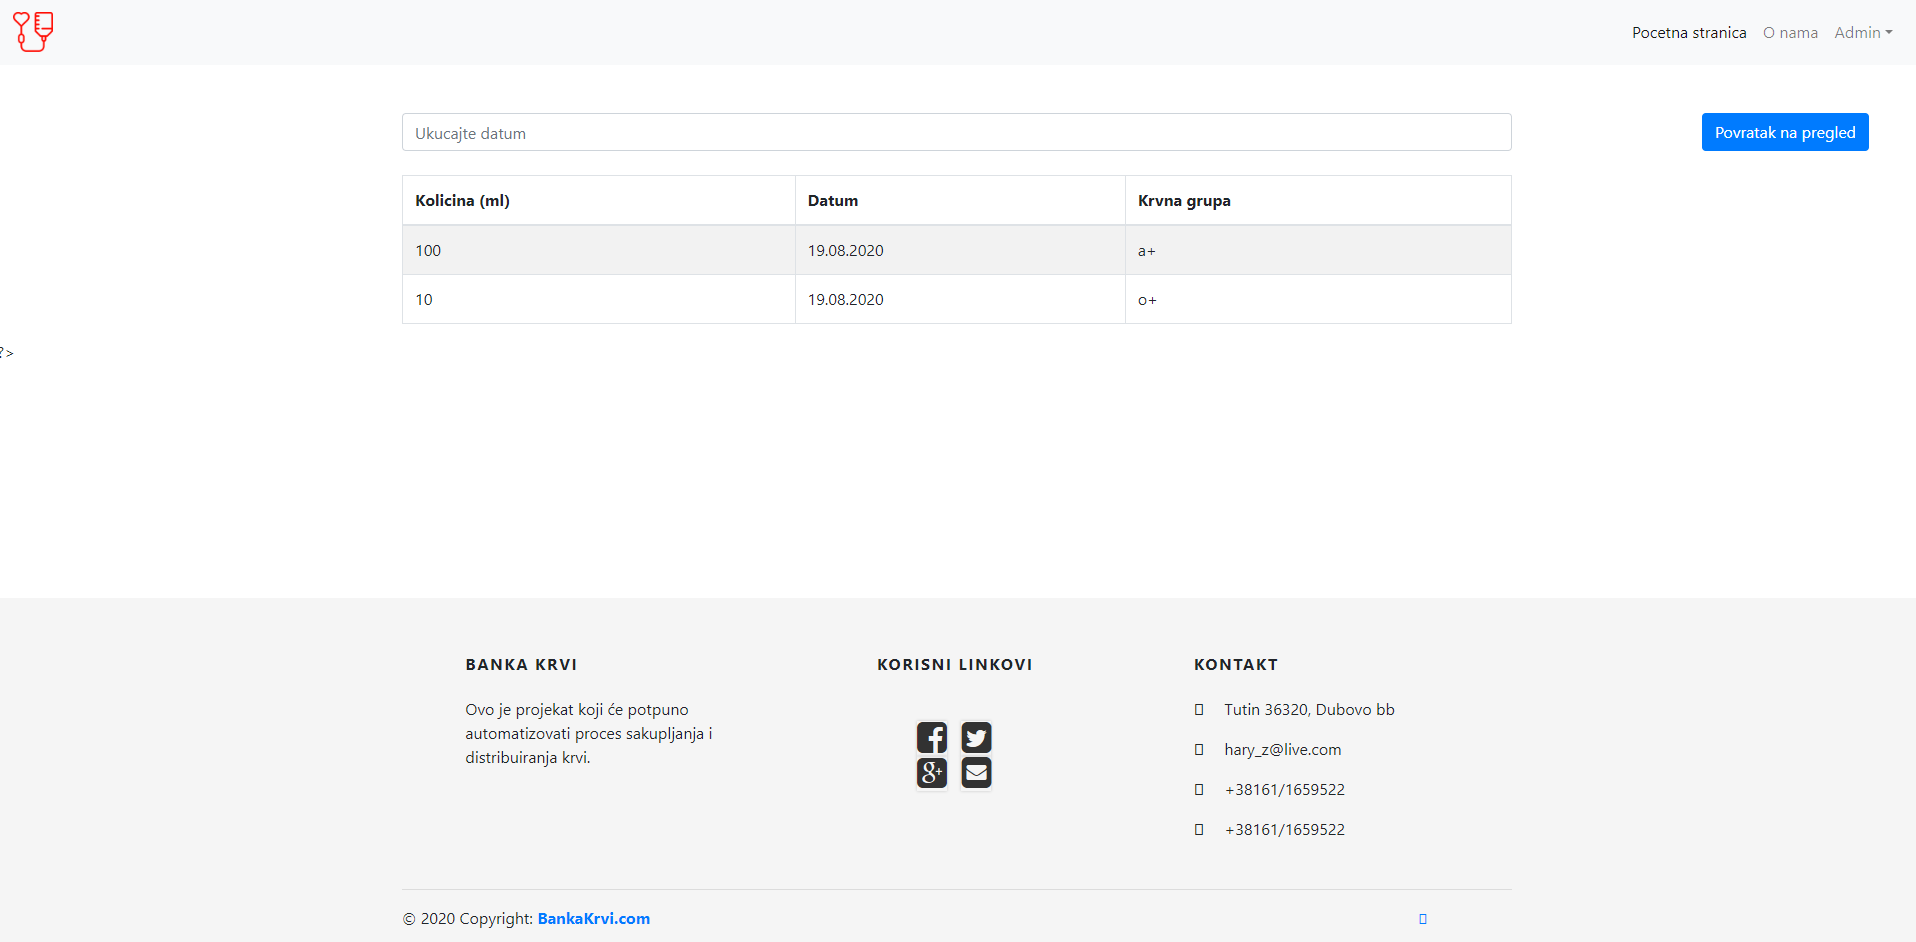 Pocetna stranica O nama Admin
Ukucajte datum
Povratak na pregled
Kolicina (ml) Datum Krvna grupa
100 19.08.2020 a+
10 19.08.2020 o+
?>
BANKA KRVI
Ovo je projekat koji će potpuno
automatizovati proces sakupljanja i
distribuiranja krvi.
KORISNI LINKOVI
KONTAKT
Tutin 36320, Dubovo bb
hary_z@live.com
+38161/1659522
+38161/1659522
© 2020 Copyright: BankaKrvi.com